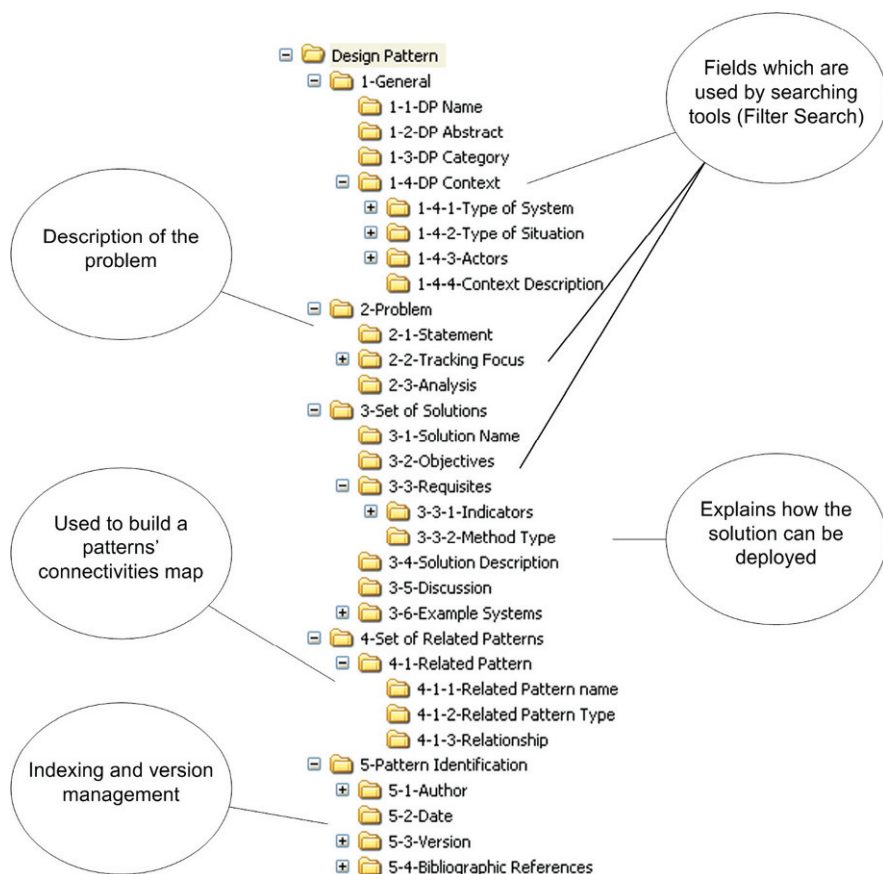 Design Pattern
1-General
1-1-DP Name
1-2-DP Abstract
1-3-DP Category
1-4-DP Context
1-4-1-Type of System
1-4-2-Type of Situation
1-4-3-Actors
1-4-4-Context Description
2-Problem
2-1-Statement
2-2-Tracking Focus
2-3-Analysis
3-Set of Solutions
3-1-Solution Name
3-2-Objectives
3-3-Requisites
3-3-1-Indicators
3-3-2-Method Type
3-4-Solution Description
3-5-Discussion
3-6-Example Systems
4-Set of Related Patterns
4-1-Related Pattern
4-1-1-Related Pattern name
4-1-2-Related Pattern Type
4-1-3-Relationship
5-Pattern Identification
5-1-Author
5-2-Date
5-3-Version
5-4-Bibliographic References
Fields which are
used by searching
tools (Filter Search)
Description of the
problem
Used to build a
patterns’
connectivities map
Explains how the
solution can be
deployed
Indexing and version
management